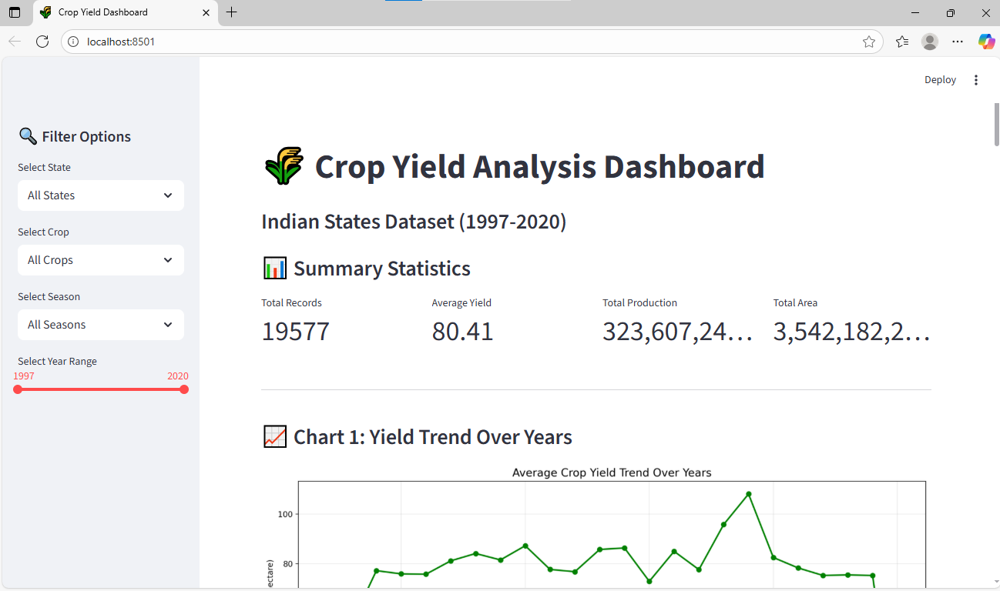 Crop Yield Dashboard
localhost:8501
Deploy
Filter Options
Select State
All States
Select Crop
All Crops
Select Season
All Seasons
Select Year Range
1997 2020
Crop Yield Analysis Dashboard
Indian States Dataset (1997-2020)
Summary Statistics
Total Records Average Yield Total Production Total Area
19577 80.41 323,607,24... 3,542,182,2...
Chart 1: Yield Trend Over Years
Average Crop Yield Trend Over Years
100
80
ectare)